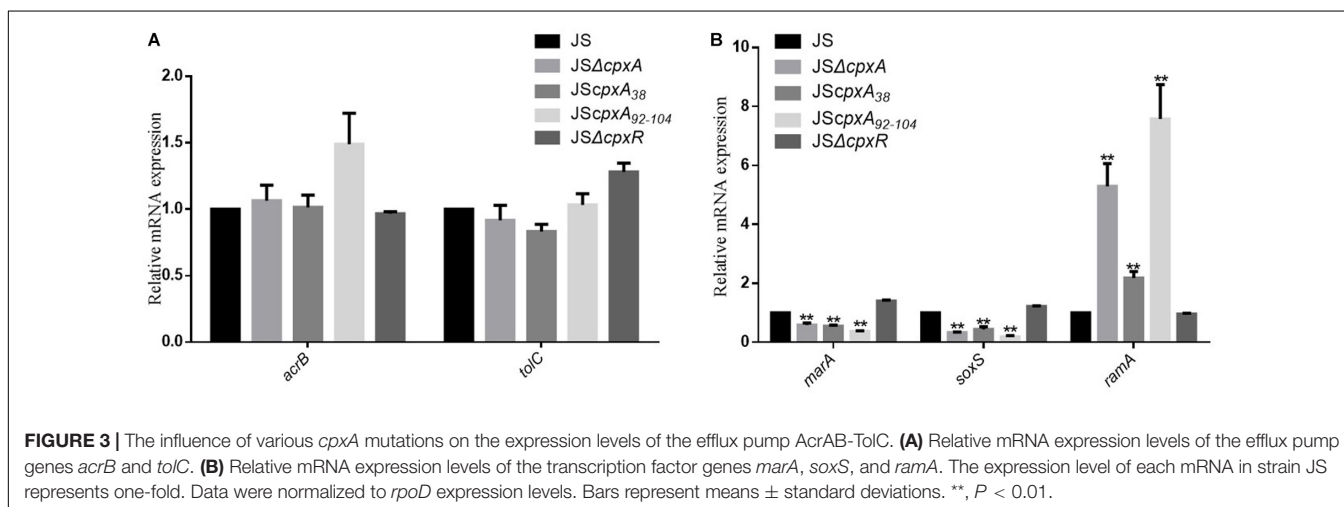 A
JS
JSΔcpxA
JScpxA38
JScpxA92-104
JSΔcpxR
Relative mRNA expression
2.0
1.5
1.0
0.5
0.0
acrB
tolC
B
JS
JSΔcpxA
JScpxA38
JScpxA92-104
JSΔcpxR
Relative mRNA expression
10
8
6
4
2
0
** ** **
** ** **
** ** **
marA
soxS
ramA
FIGURE 3 | The influence of various cpxA mutations on the expression levels of the efflux pump AcrAB-TolC. (A) Relative mRNA expression levels of the efflux pump
genes acrB and tolC. (B) Relative mRNA expression levels of the transcription factor genes marA, soxS, and ramA. The expression level of each mRNA in strain JS
represents one-fold. Data were normalized to rpoD expression levels. Bars represent means ± standard deviations. **, P < 0.01.